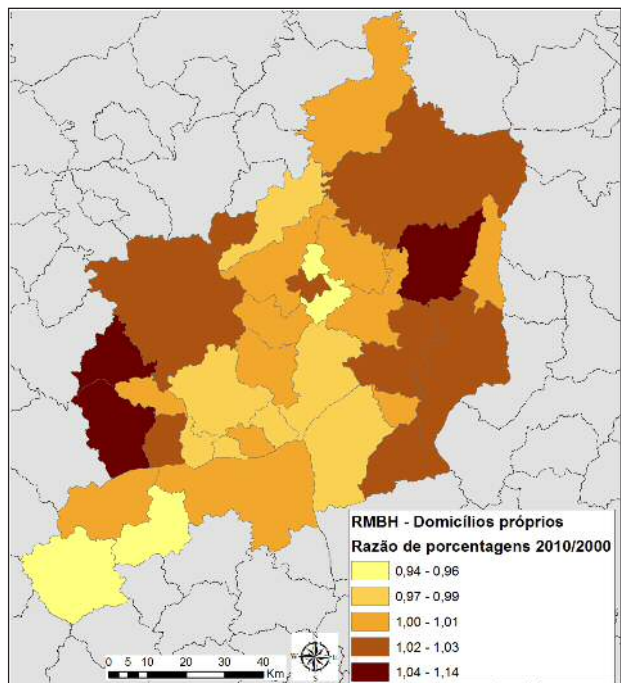 RMBH - Domicílios próprios
Razão de porcentagens 2010/2000
0,94 - 0,96
0,97 - 0,99
1,00 - 1,01
1,02 - 1,03
1,04 - 1,14
0 5 10 20 30 40
Km
N
W E
S